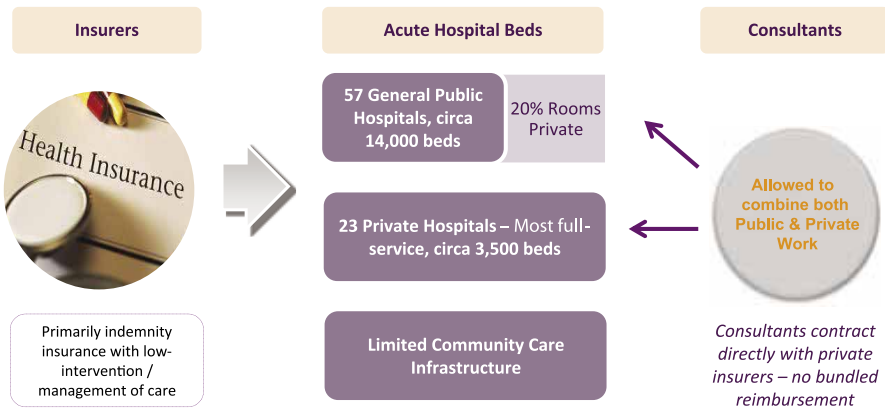 Insurers
Acute Hospital Beds
Consultants
Health Insurance
Primarily indemnity
insurance with low-
intervention /
management of care
57 General Public
Hospitals, circa
14,000 beds
20% Rooms
Private
23 Private Hospitals – Most full-
service, circa 3,500 beds
Limited Community Care
Infrastructure
Allowed to
combine both
Public & Private
Work
Consultants contract
directly with private
insurers – no bundled
reimbursement